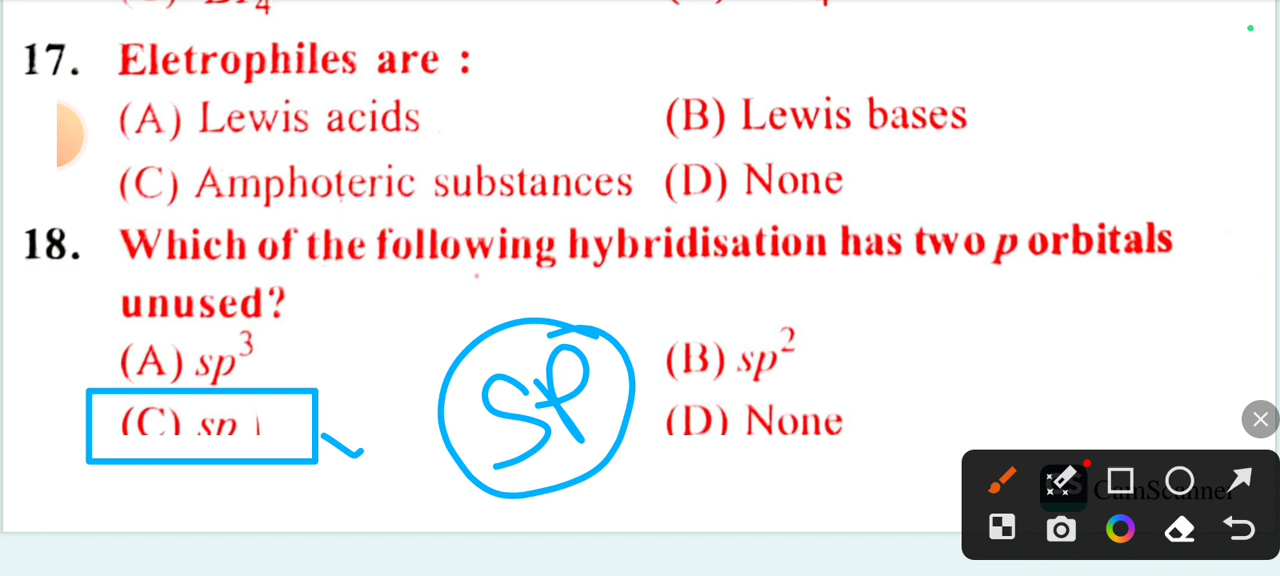 17. Eletrophiles are :
(A) Lewis acids (B) Lewis bases
(C) Amphoteric substances (D) None
18. Which of the following hybridisation has two p orbitals
unused?
(A) sp³ (B) sp²
(C) sp (D) None
SP
CamScanner